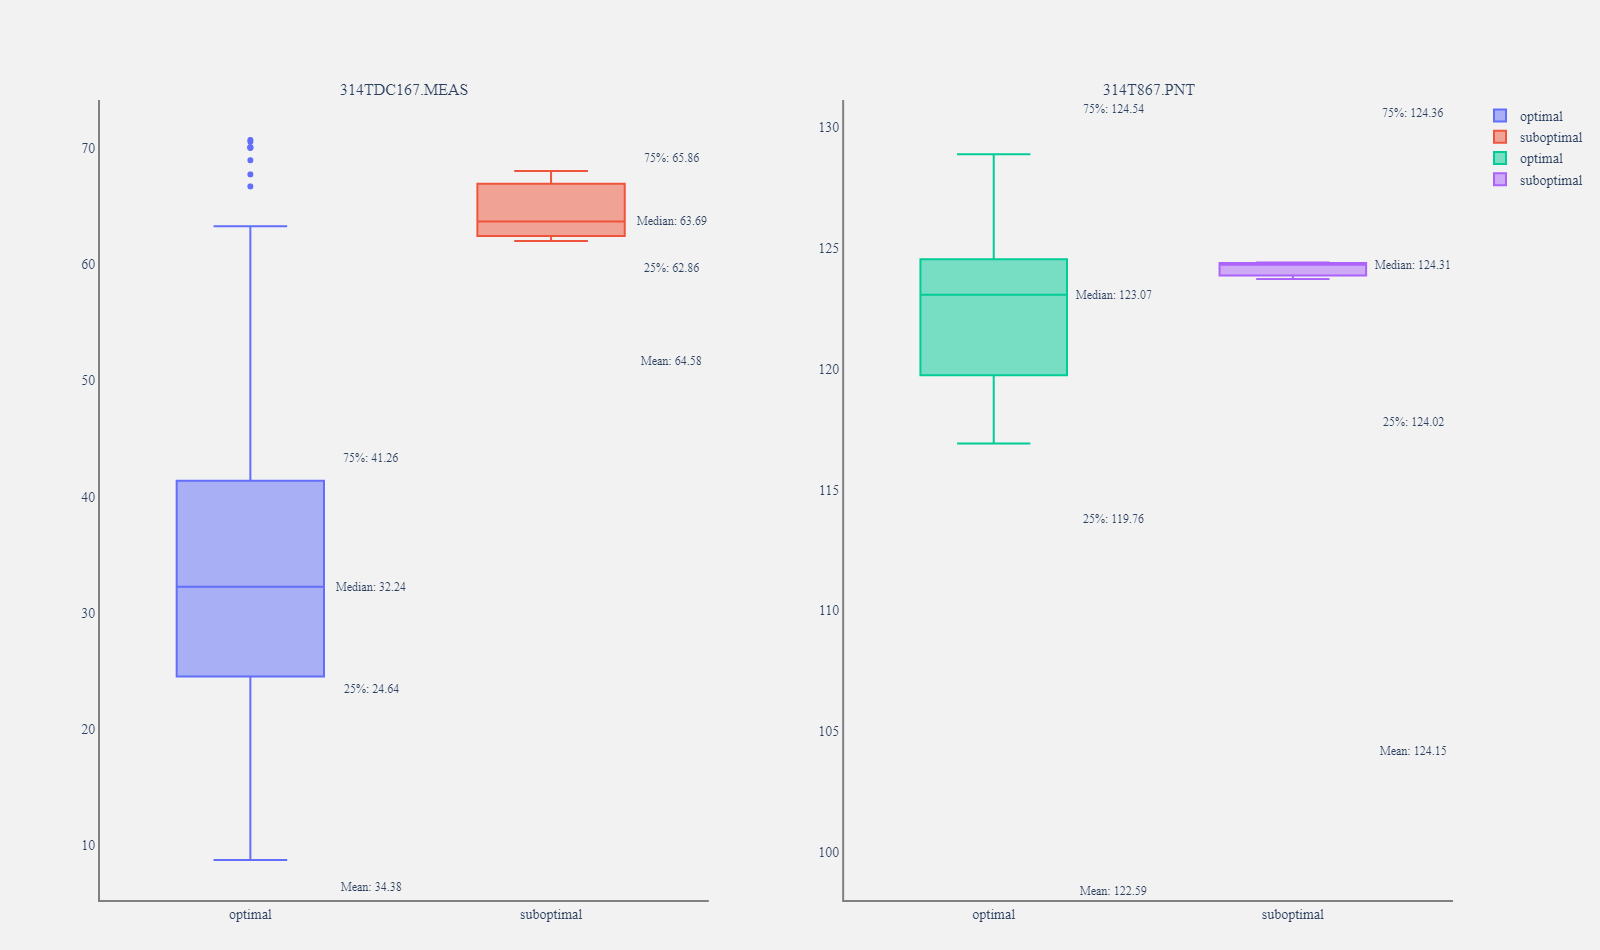 314TDC167.MEAS
70
60
50
40
30
20
10
75%: 65.86
Median: 63.69
25%: 62.86
Mean: 64.58
75%: 41.26
Median: 32.24
25%: 24.64
Mean: 34.38
optimal
suboptimal
314T867.PNT
130
125
120
115
110
105
100
75%: 124.54
Median: 123.07
25%: 119.76
Mean: 122.59
75%: 124.36
Median: 124.31
25%: 124.02
Mean: 124.15
optimal
suboptimal
optimal
suboptimal
optimal
suboptimal